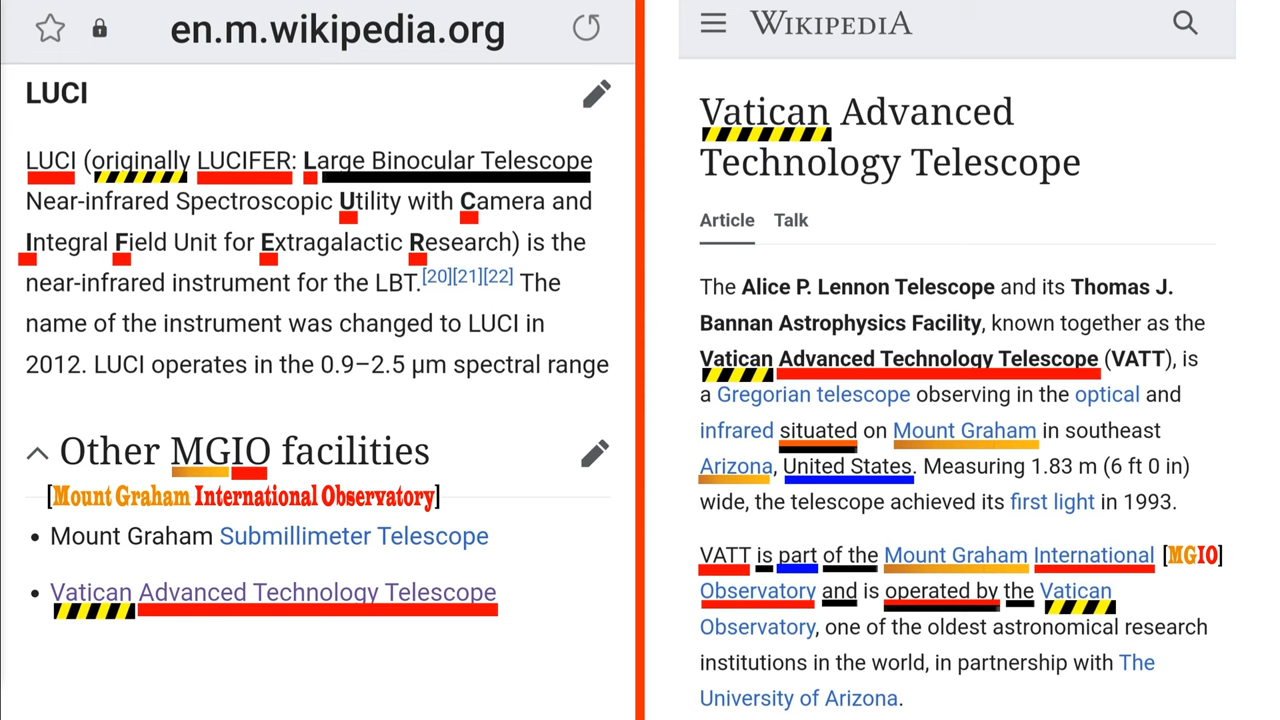 en.m.wikipedia.org
LUCI
LUCI (originally LUCIFER: Large Binocular Telescope
Near-infrared Spectroscopic Utility with Camera and
Integral Field Unit for Extragalactic Research) is the
near-infrared instrument for the LBT.[20][21][22] The
name of the instrument was changed to LUCI in
2012. LUCI operates in the 0.9–2.5 μm spectral range
Other MGIO facilities
[Mount Graham International Observatory]
• Mount Graham Submillimeter Telescope
• Vatican Advanced Technology Telescope
WIKIPEDIA
Vatican Advanced
Technology Telescope
Article Talk
The Alice P. Lennon Telescope and its Thomas J.
Bannan Astrophysics Facility, known together as the
Vatican Advanced Technology Telescope (VATT), is
a Gregorian telescope observing in the optical and
infrared situated on Mount Graham in southeast
Arizona, United States. Measuring 1.83 m (6 ft 0 in)
wide, the telescope achieved its first light in 1993.
VATT is part of the Mount Graham International [MGIO]
Observatory and is operated by the Vatican
Observatory, one of the oldest astronomical research
institutions in the world, in partnership with The
University of Arizona.